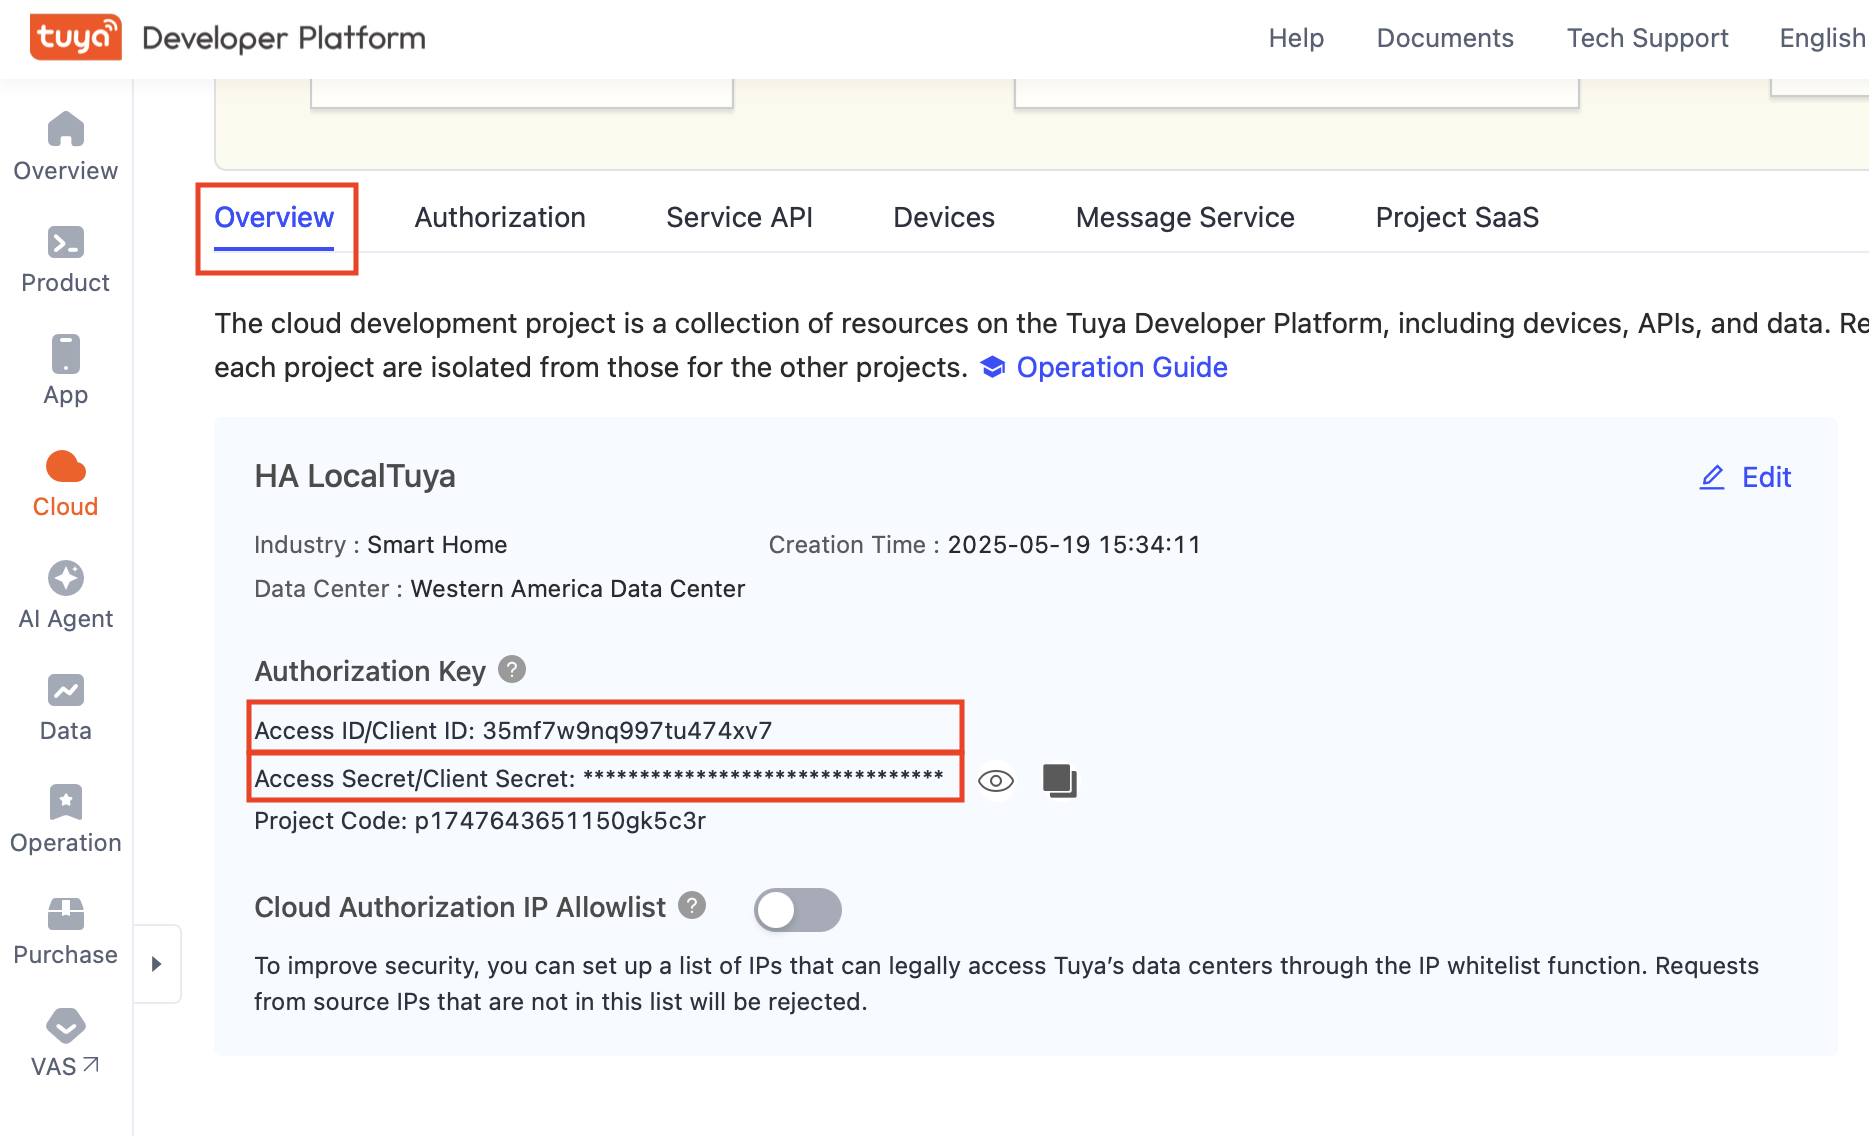 tuya Developer Platform
Help Documents Tech Support English
Overview
Product
App
Cloud
AI Agent
Data
Operation
Purchase
VAS
Overview Authorization Service API Devices Message Service Project SaaS
The cloud development project is a collection of resources on the Tuya Developer Platform, including devices, APIs, and data. Re
each project are isolated from those for the other projects. Operation Guide
HA LocalTuya
Edit
Industry : Smart Home Creation Time : 2025-05-19 15:34:11
Data Center : Western America Data Center
Authorization Key ?
Access ID/Client ID: 35mf7w9nq997tu474xv7
Access Secret/Client Secret: ********************************
Project Code: p1747643651150gk5c3r
Cloud Authorization IP Allowlist ?
To improve security, you can set up a list of IPs that can legally access Tuya’s data centers through the IP whitelist function. Requests
from source IPs that are not in this list will be rejected.